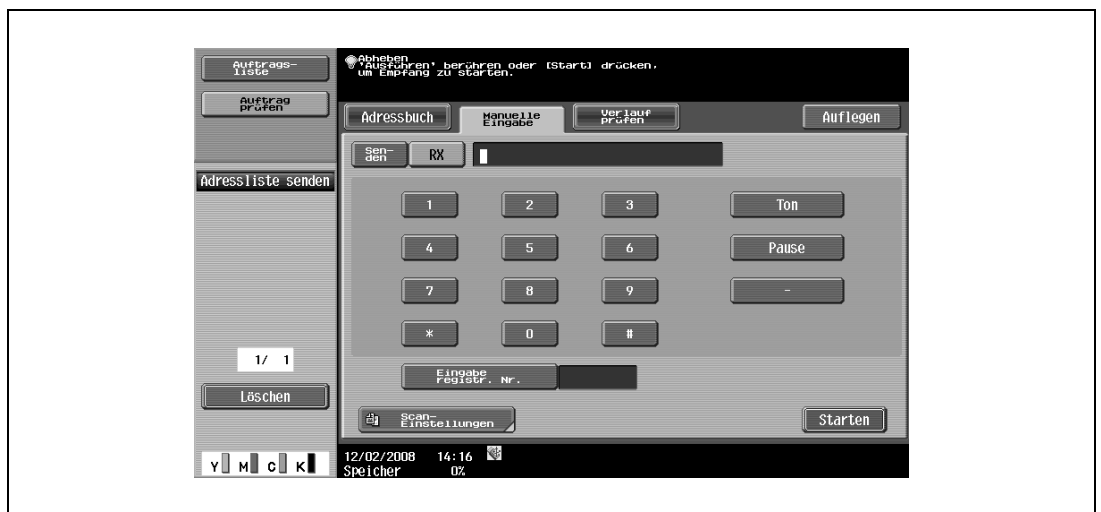 Auftrags-
liste
Auftrag
prüfen
Adressliste senden
1/ 1
Löschen
Y M C K
Abheben
'Ausführen' berühren oder [Start] drücken,
um Empfang zu starten.
Adressbuch
Manuelle
Eingabe
Verlauf
prüfen
Auflegen
Sen-
den
RX
1 2 3 Ton
4 5 6 Pause
7 8 9 -
* 0 #
Eingabe
registr. Nr.
Scan-
Einstellungen
Starten
12/02/2008 14:16
Speicher 0%